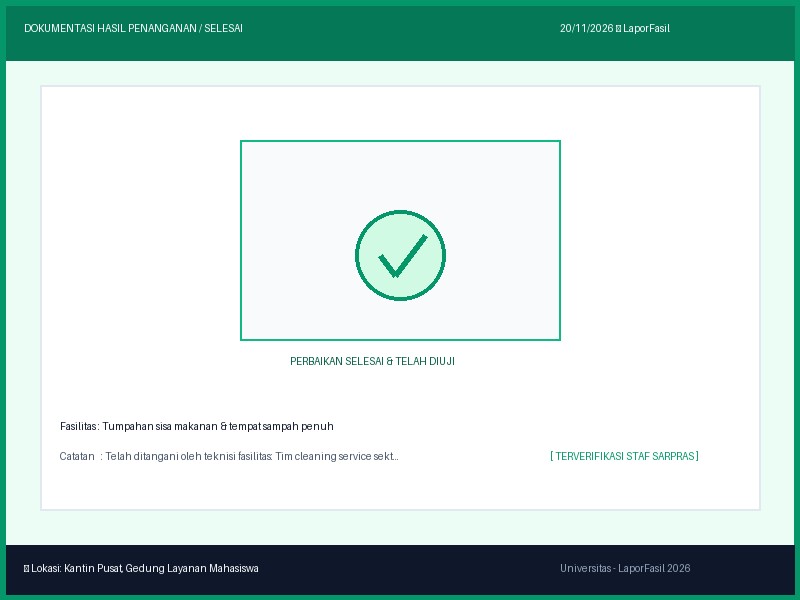 DOKUMENTASI HASIL PENANGANAN / SELESAI
20/11/2026 ▯ LaporFasil
PERBAIKAN SELESAI & TELAH DIUJI
Fasilitas : Tumpahan sisa makanan & tempat sampah penuh
Catatan : Telah ditangani oleh teknisi fasilitas: Tim cleaning service sekt...
[ TERVERIFIKASI STAF SARPRAS ]
▯ Lokasi: Kantin Pusat, Gedung Layanan Mahasiswa
Universitas - LaporFasil 2026